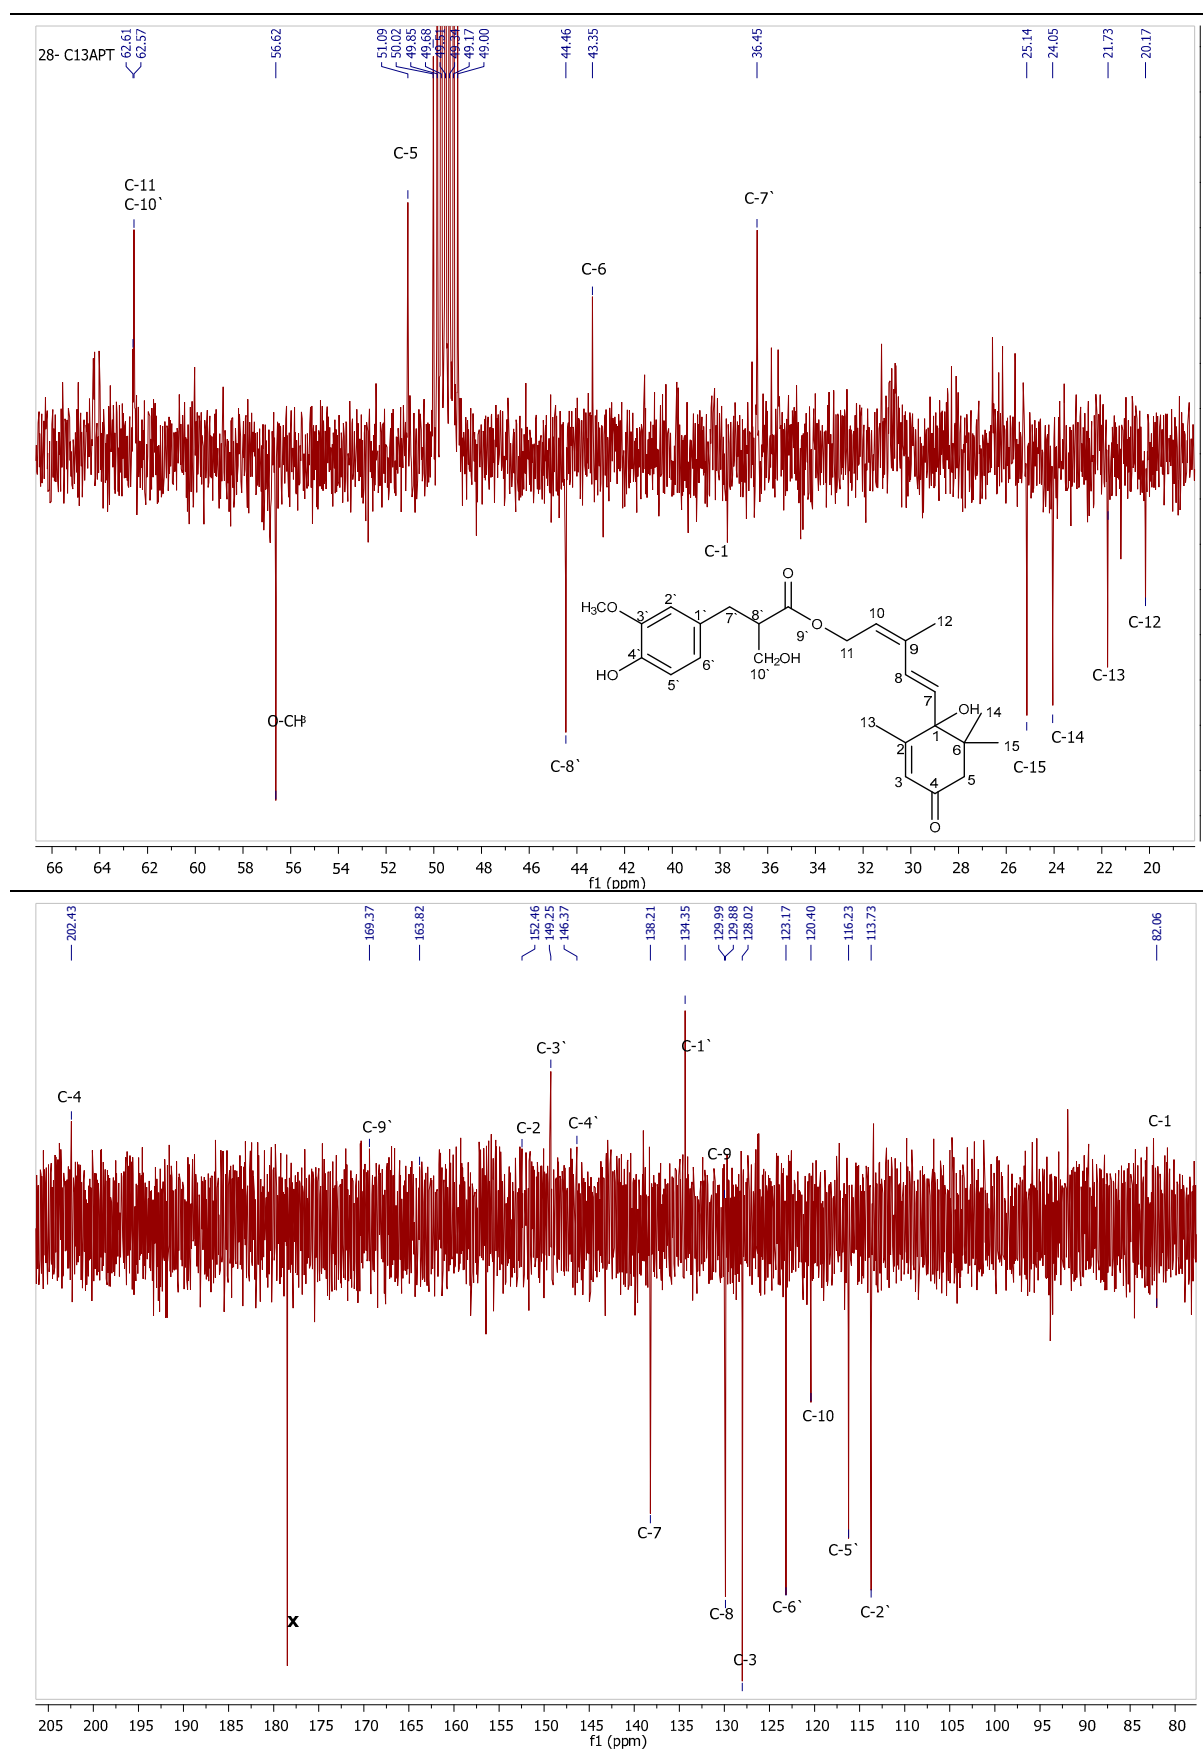 28- C13APT
62.61
62.57
56.62
51.09
50.02
49.85
49.68
49.51
49.34
49.17
49.00
44.46
43.35
36.45
25.14
24.05
21.73
20.17
C-5
C-11
C-10`
C-7`
C-6
C-1
C-12
C-13
C-14
C-15
O-CH3
C-8`
O
H3CO
2`
3`
1`
7`
8`
9`
O
10
12
11
9
4`
6`
5`
HO
CH2OH
10`
8
7
OH
14
13
1
2
6
15
3
4
5
O
66 64 62 60 58 56 54 52 50 48 46 44 42 40 38 36 34 32 30 28 26 24 22 20
f1 (ppm)
202.43
169.37
163.82
152.46
149.25
146.37
138.21
134.35
129.99
129.88
128.02
123.17
120.40
116.23
113.73
82.06
C-3`
C-1`
C-4
C-9`
C-2
C-4`
C-9
C-1
C-10
C-7
C-5`
C-8
C-6`
C-2`
x
C-3
205 200 195 190 185 180 175 170 165 160 155 150 145 140 135 130 125 120 115 110 105 100 95 90 85 80
f1 (ppm)